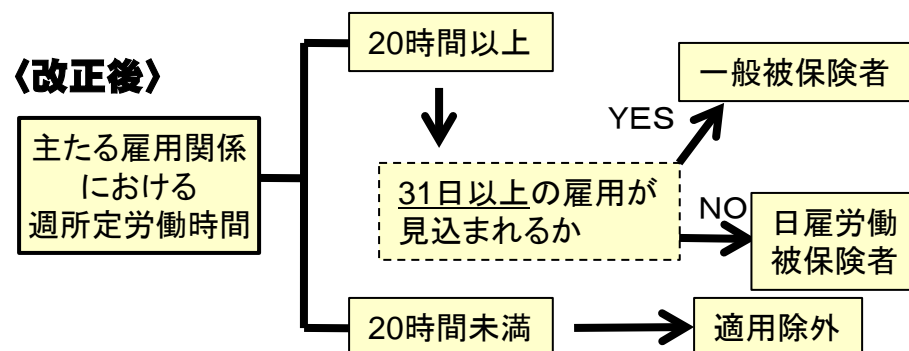 〈改正後〉
主たる雇用関係
における
週所定労働時間
20時間以上
31日以上の雇用が
見込まれるか
YES
一般被保険者
NO
日雇労働
被保険者
20時間未満
適用除外